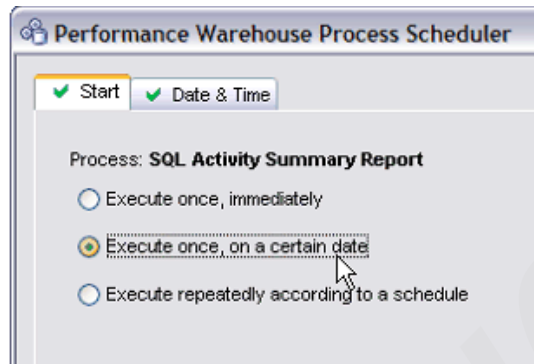 Performance Warehouse Process Scheduler
Start
Date & Time
Process: SQL Activity Summary Report
Execute once, immediately
Execute once, on a certain date
Execute repeatedly according to a schedule